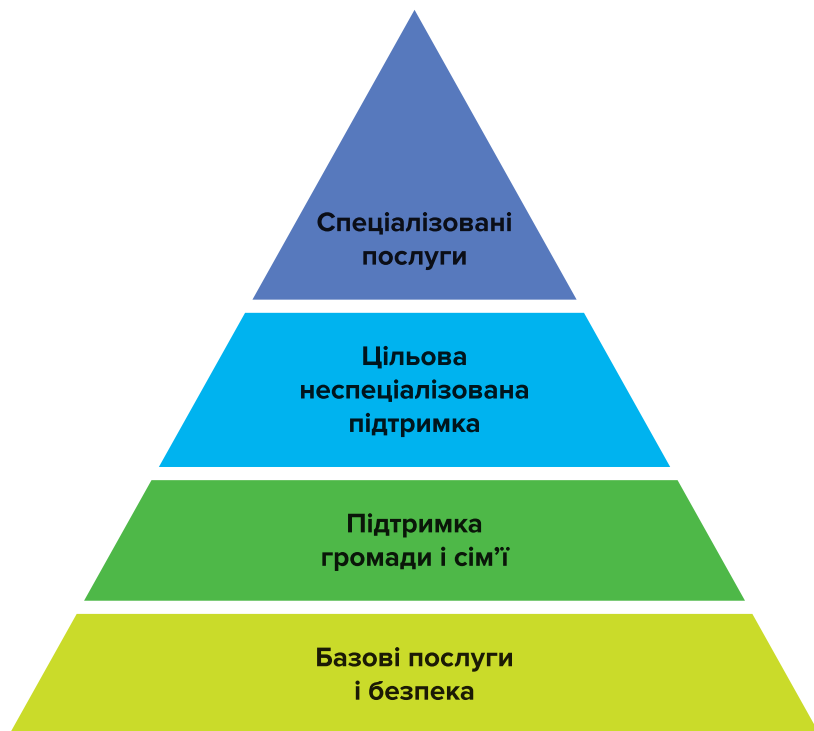 Спеціалізовані
послуги
Цільова
неспеціалізована
підтримка
Підтримка
громади і сім’ї
Базові послуги
і безпека